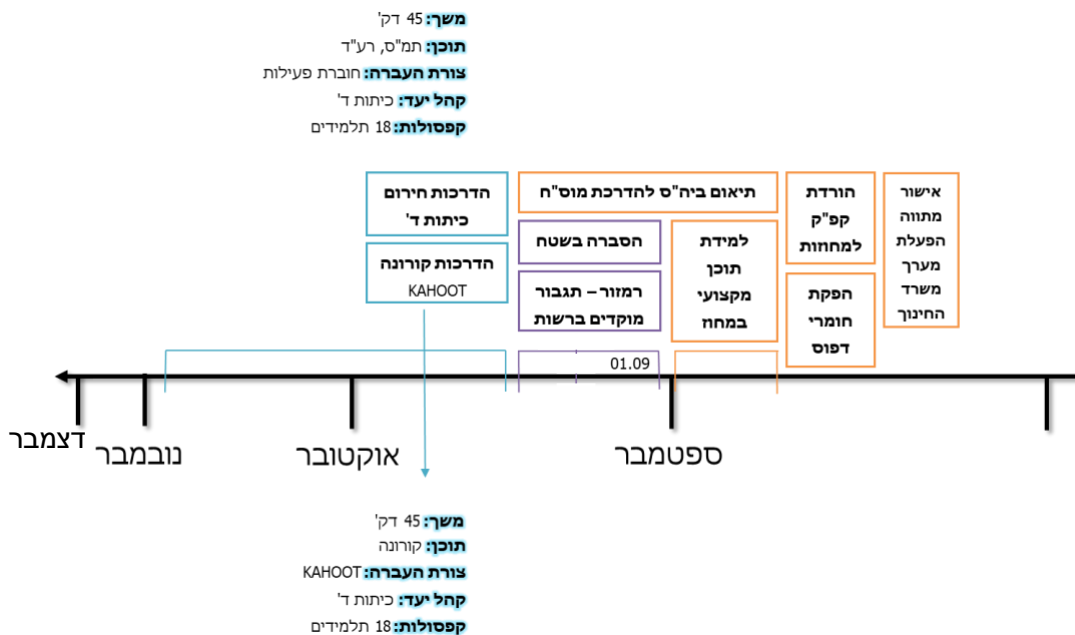 משך: 45 דק'
תוכן: תמ"ס, רע"ד
צורת העברה: חוברת פעילות
קהל יעד: כיתות ד'
קפסולות: 18 תלמידים
אישור
מתווה
הפעלת
מערך
משרד
החינוך
הורדת
קפ"ק
למחוזות
הפקת
חומרי
דפוס
תיאום ביה"ס להדרכת מוס"ח
למידת
תוכן
מקצועי
במחוז
הסברה בשטח
רמזור – תגבור
מוקדים ברשות
הדרכות חירום
כיתות ד'
הדרכות קורונה
KAHOOT
01.09
ספטמבר
אוקטובר
נובמבר
דצמבר
משך: 45 דק'
תוכן: קורונה
צורת העברה: KAHOOT
קהל יעד: כיתות ד'
קפסולות: 18 תלמידים